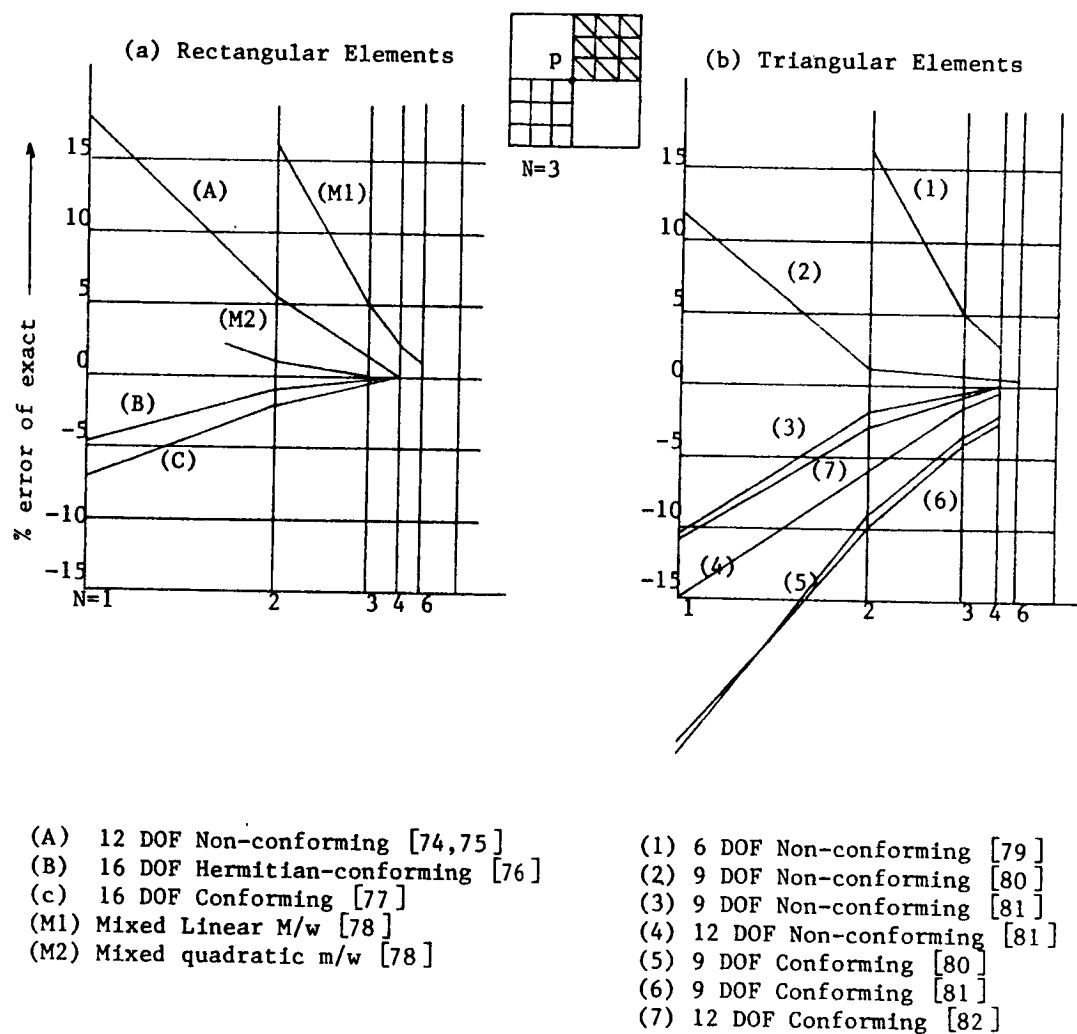 (a) Rectangular Elements
P
N=3
(b) Triangular Elements
% error of exact
15
10
5
0
-5
-10
-15
(A)
(M1)
(M2)
(B)
(C)
N=1
2
3
4
6
15
10
5
0
-5
-10
-15
(1)
(2)
(3)
(7)
(6)
(4)
(5)
1
2
3
4
6
(A) 12 DOF Non-conforming [74,75]
(B) 16 DOF Hermitian-conforming [76]
(c) 16 DOF Conforming [77]
(M1) Mixed Linear M/w [78]
(M2) Mixed quadratic m/w [78]
(1) 6 DOF Non-conforming [79]
(2) 9 DOF Non-conforming [80]
(3) 9 DOF Non-conforming [81]
(4) 12 DOF Non-conforming [81]
(5) 9 DOF Conforming [80]
(6) 9 DOF Conforming [81]
(7) 12 DOF Conforming [82]